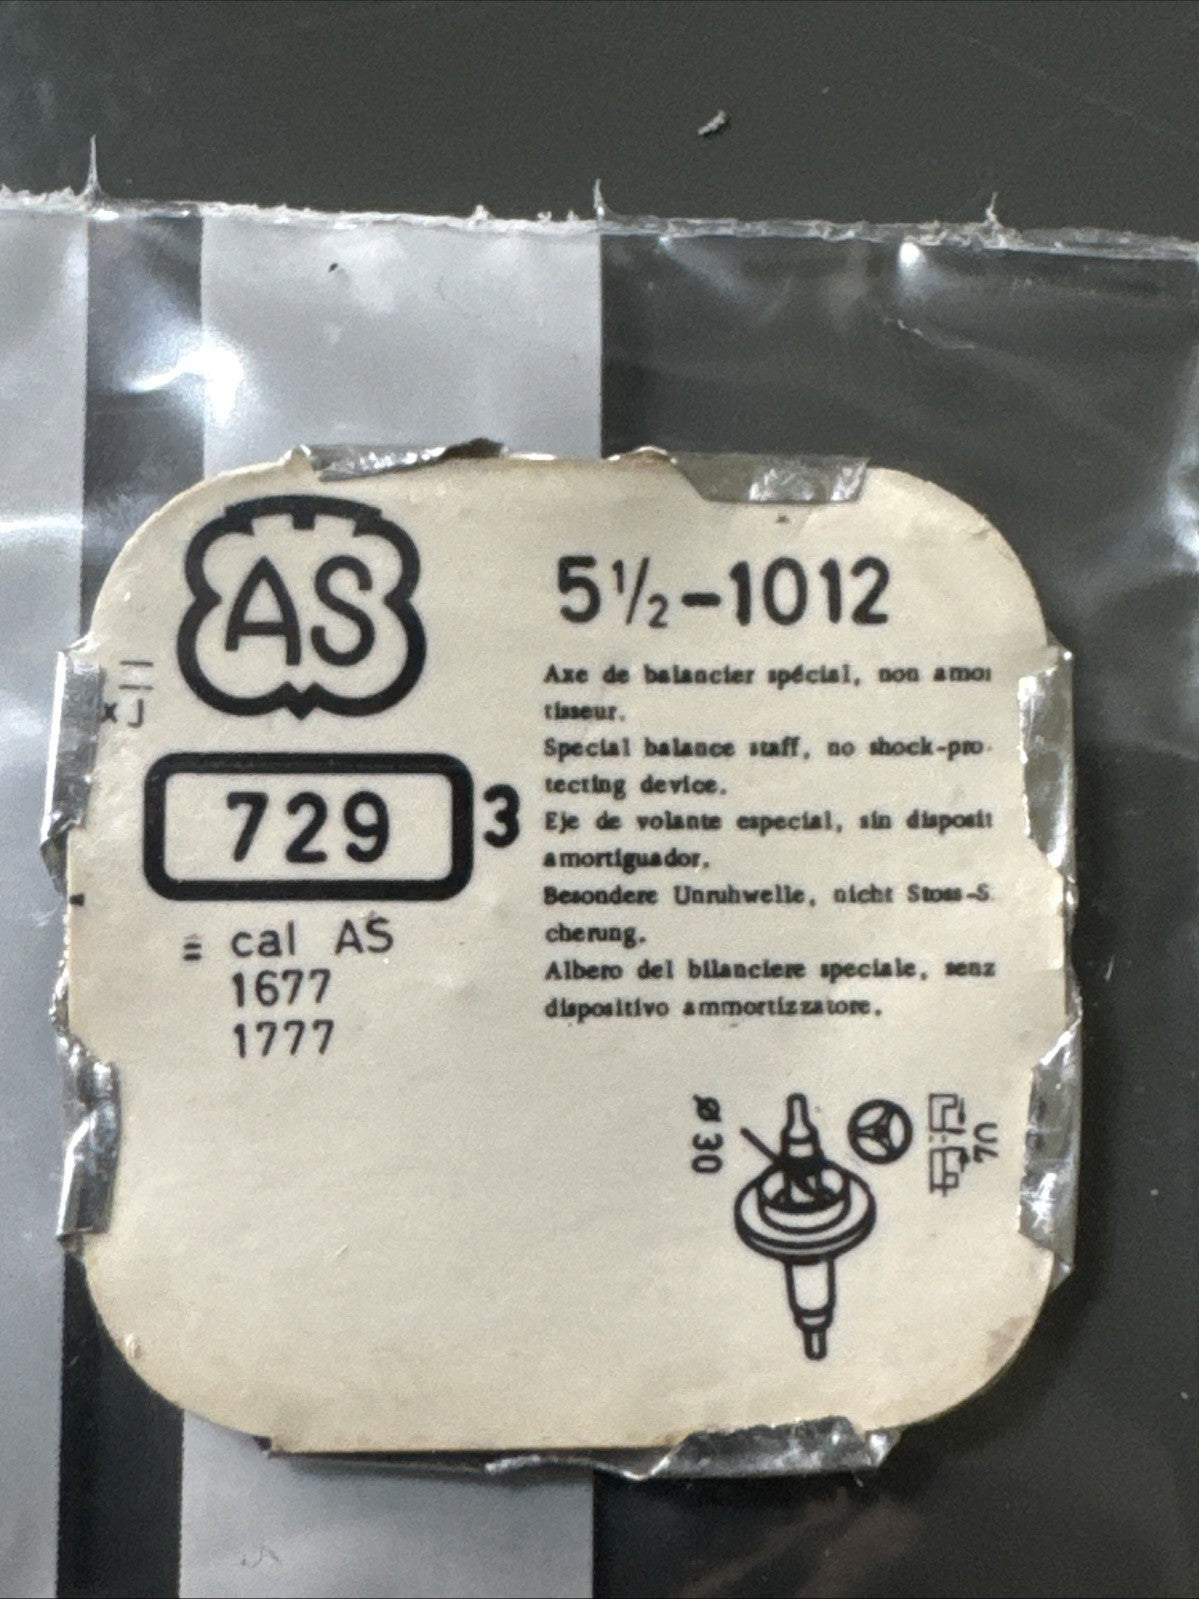 AS
5½-1012
Axe de balancier spécial, non amor
tisseur.
Special balance staff, no shock-pro-
tecting device.
Eje de volante especial, sin disposit
amortiguador.
Besondere Unruhwelle, nicht Stoss-S
cherung.
Albero del bilanciere speciale, senz
dispositivo ammortizzatore.
729 3
≡ cal AS
1677
1777
Ø 30